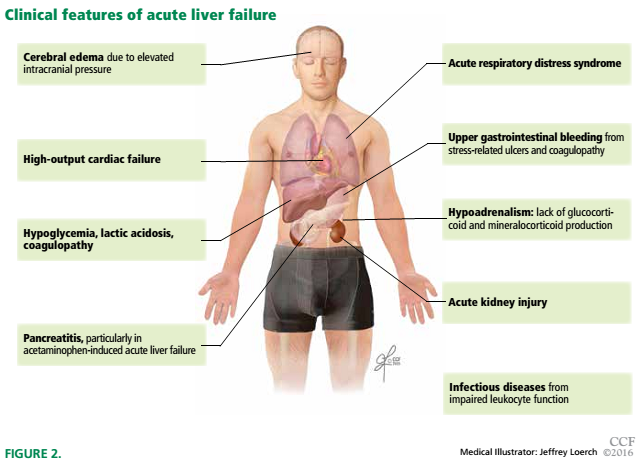 Clinical features of acute liver failure
Cerebral edema due to elevated
intracranial pressure
High-output cardiac failure
Hypoglycemia, lactic acidosis,
coagulopathy
Pancreatitis, particularly in
acetaminophen-induced acute liver failure
Acute respiratory distress syndrome
Upper gastrointestinal bleeding from
stress-related ulcers and coagulopathy
Hypoadrenalism: lack of glucocorti-
coid and mineralocorticoid production
Acute kidney injury
Infectious diseases from
impaired leukocyte function
FIGURE 2.
CCF
Medical Illustrator: Jeffrey Loerch ©2016